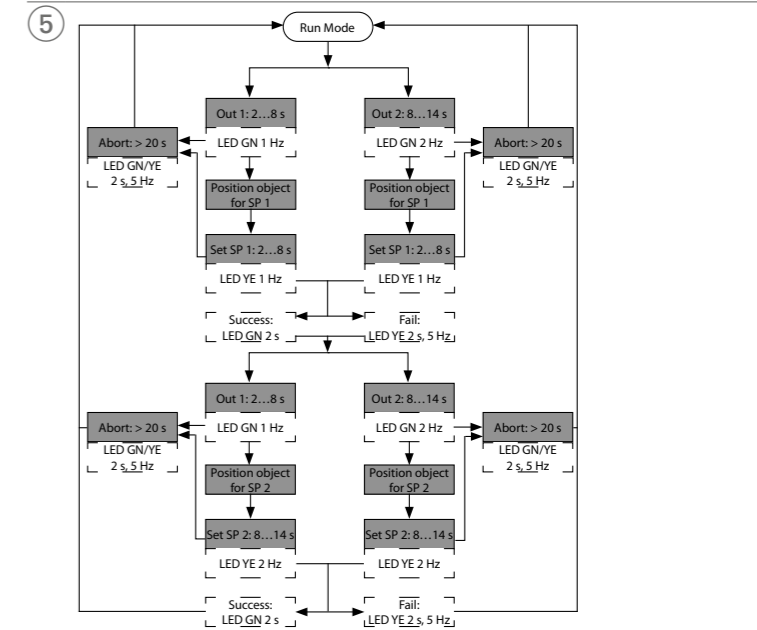 5
Run Mode
Out 1: 2…8 s
Out 2: 8…14 s
Abort: > 20 s
LED GN 1 Hz
LED GN 2 Hz
Abort: > 20 s
LED GN/YE
2 s, 5 Hz
LED GN/YE
2 s, 5 Hz
Position object
for SP 1
Position object
for SP 1
Set SP 1: 2…8 s
Set SP 1: 2…8 s
LED YE 1 Hz
LED YE 1 Hz
Success:
LED GN 2 s
Fail:
LED YE 2 s, 5 Hz
Out 1: 2…8 s
Out 2: 8…14 s
Abort: > 20 s
LED GN 1 Hz
LED GN 2 Hz
Abort: > 20 s
LED GN/YE
2 s, 5 Hz
LED GN/YE
2 s, 5 Hz
Position object
for SP 2
Position object
for SP 2
Set SP 2: 8…14 s
Set SP 2: 8…14 s
LED YE 2 Hz
LED YE 2 Hz
Success:
LED GN 2 s
Fail:
LED YE 2 s, 5 Hz